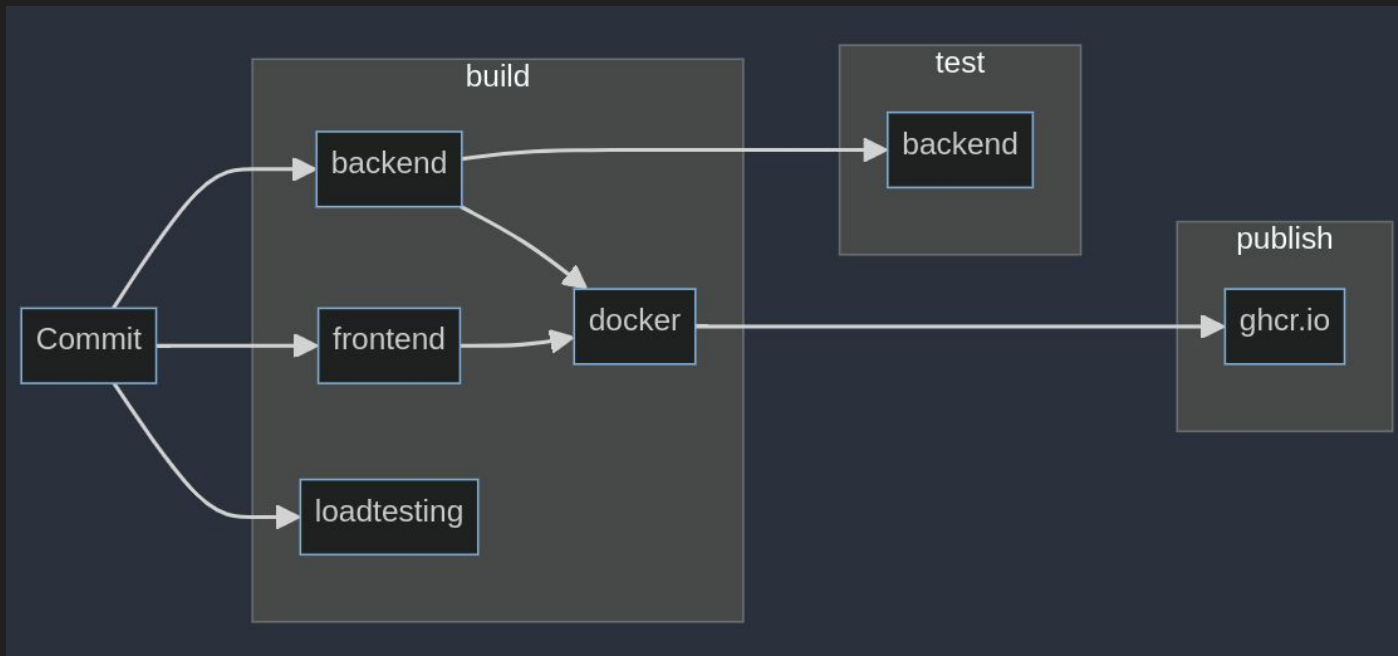 build
test
backend
backend
publish
Commit
frontend
docker
ghcr.io
loadtesting